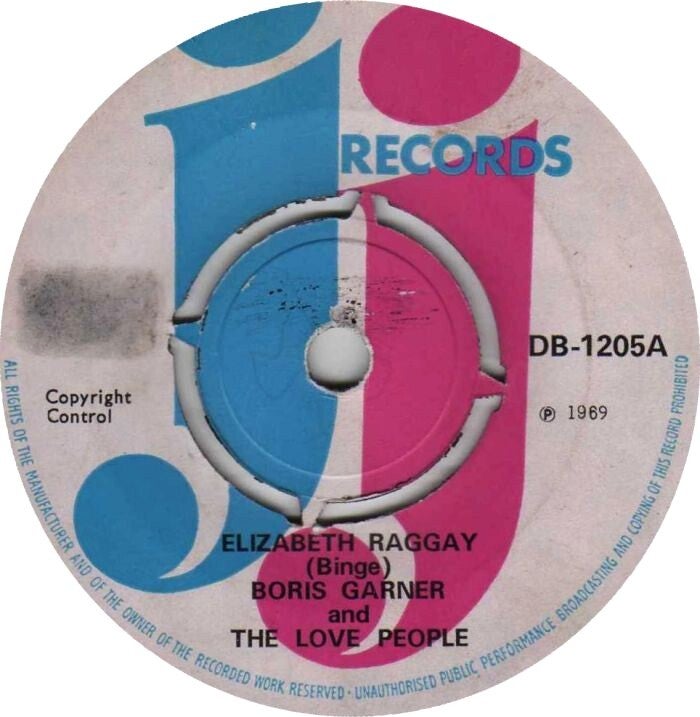 jj
RECORDS
DB-1205A
Copyright
Control
℗ 1969
ELIZABETH RAGGAY
(Binge)
BORIS GARNER
and
THE LOVE PEOPLE
ALL RIGHTS OF THE MANUFACTURER AND OF THE OWNER OF THE RECORDED WORK RESERVED · UNAUTHORISED PUBLIC PERFORMANCE BROADCASTING AND COPYING OF THIS RECORD PROHIBITED